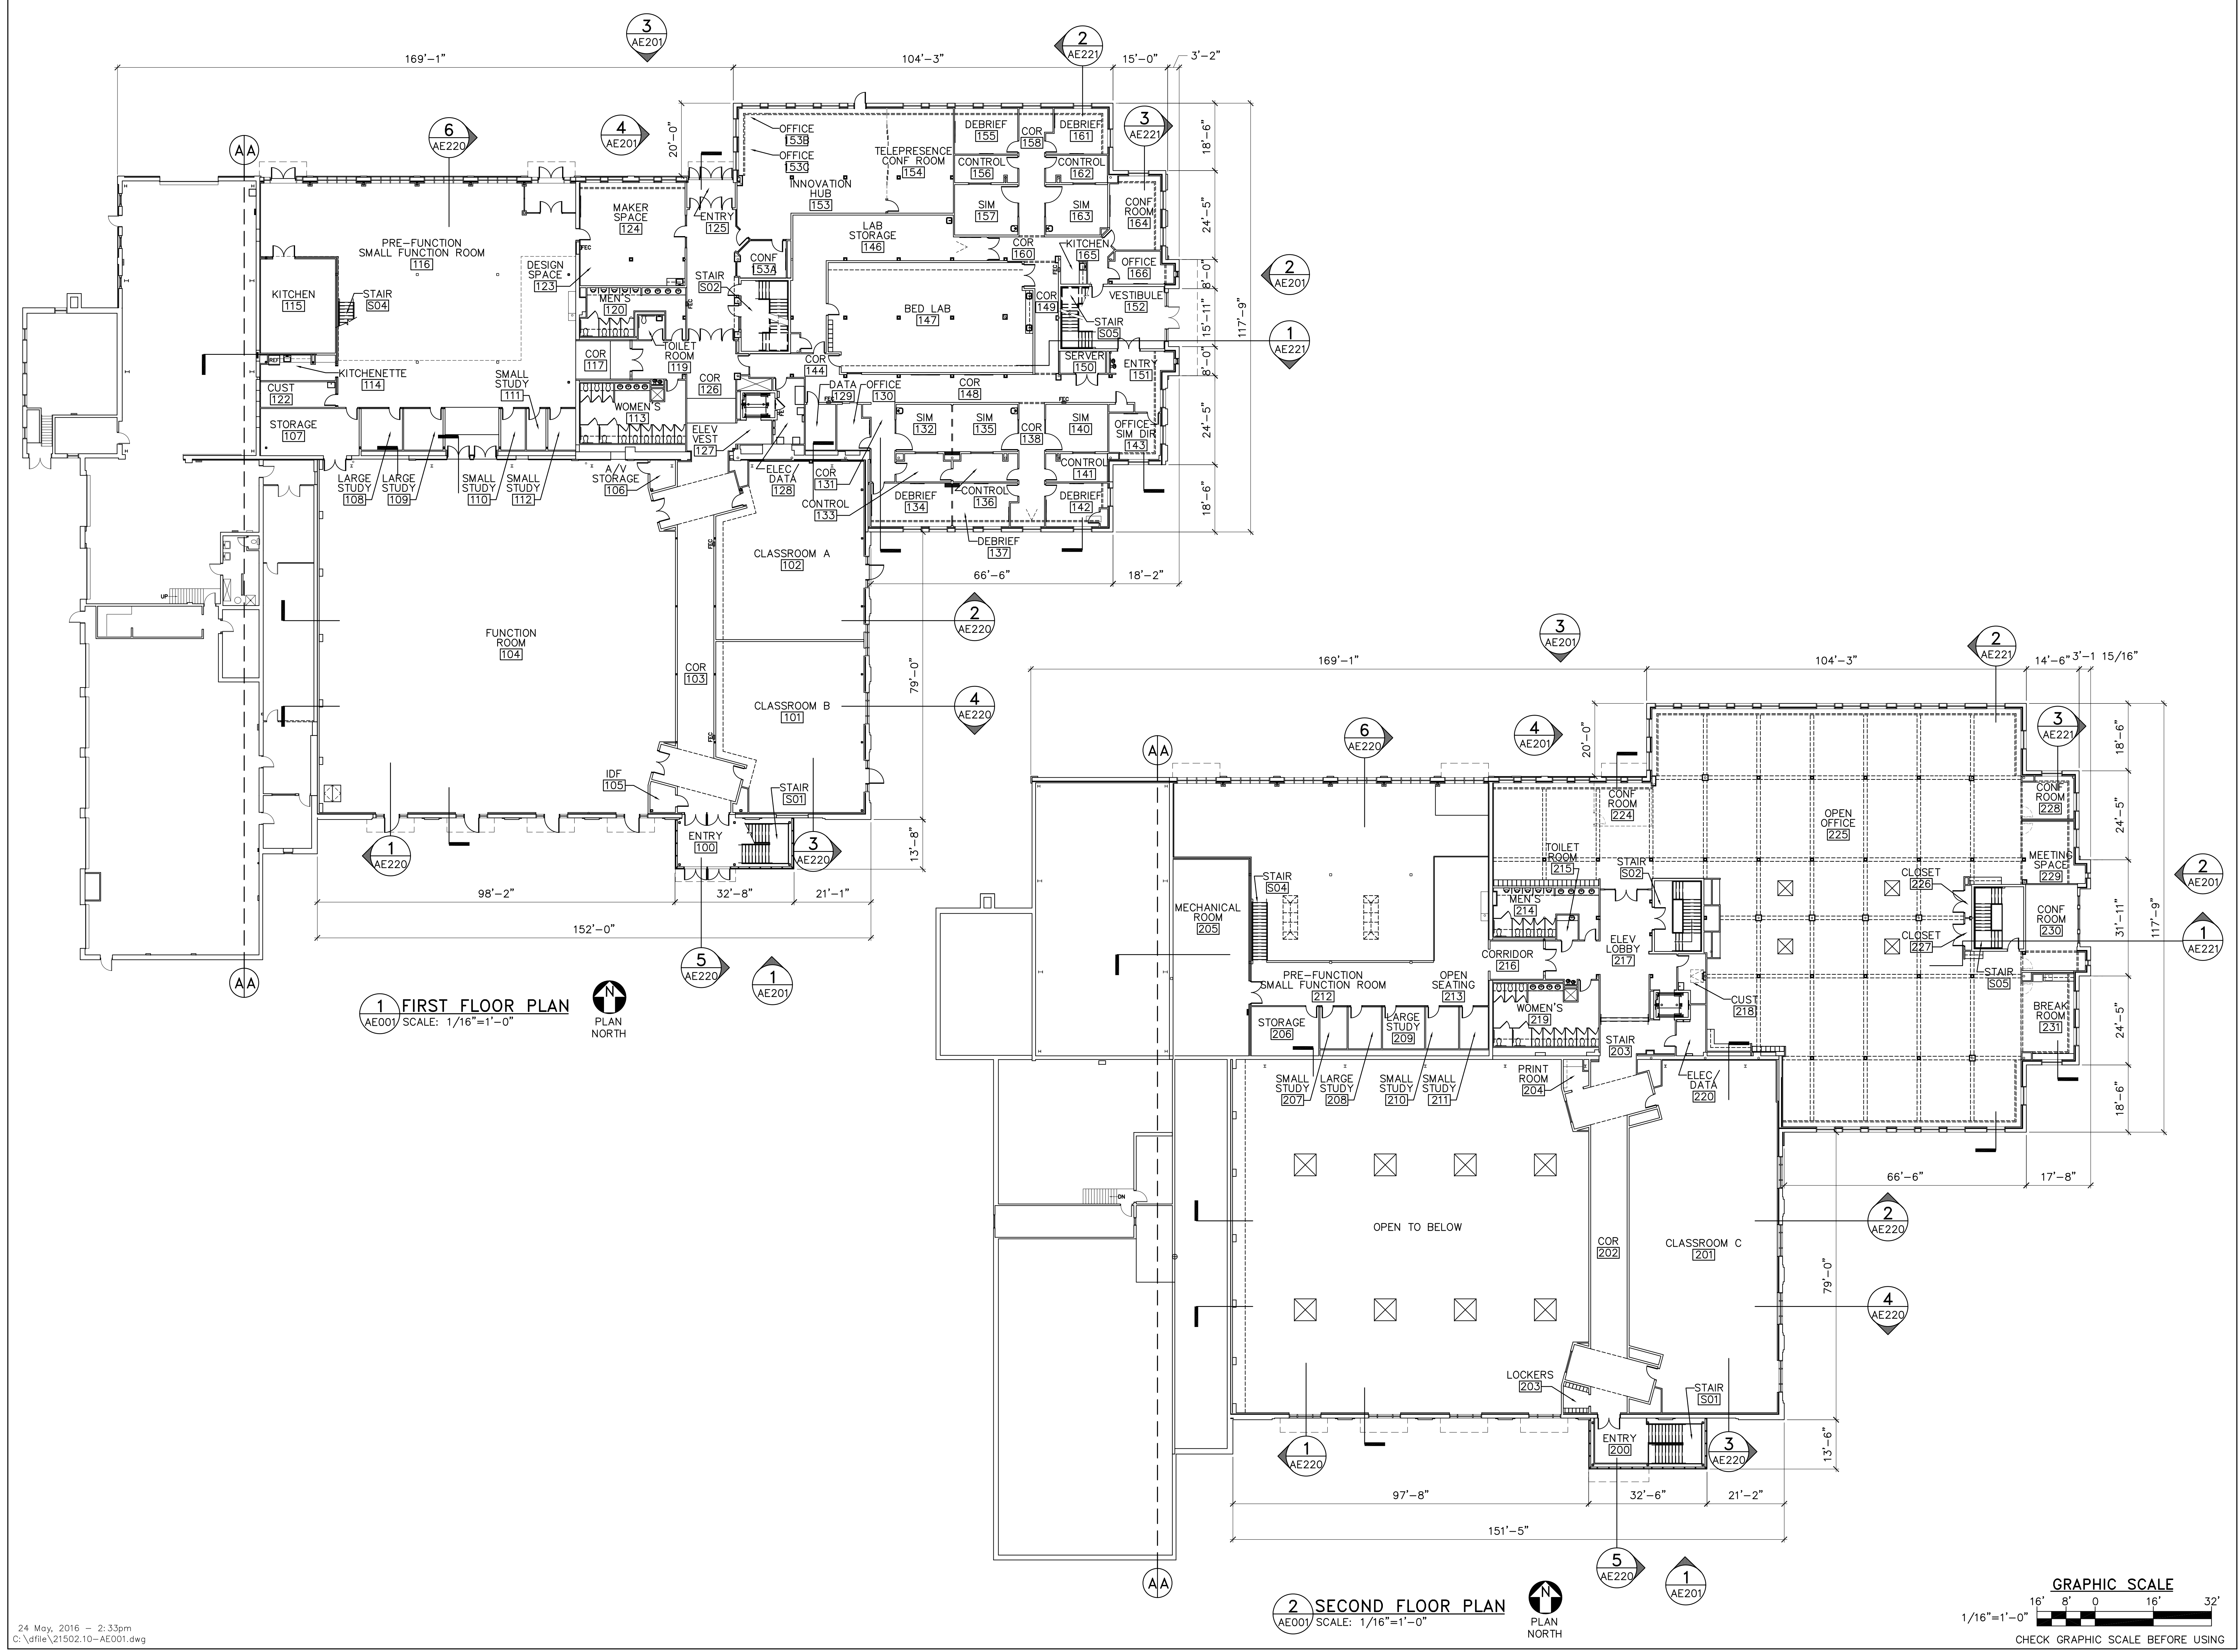 3
AE201
2
AE221
169'-1"
104'-3"
15'-0"
3'-2"
6
AE220
4
AE201
20'-0"
3
AE221
18'-6"
AA
OFFICE
153B
OFFICE
153C
DEBRIEF
155
COR
158
DEBRIEF
161
TELEPRESENCE
CONF ROOM
154
CONTROL
156
CONTROL
162
INNOVATION
HUB
153
SIM
157
SIM
163
CONF
ROOM
164
24'-5"
MAKER
SPACE
124
ENTRY
125
LAB
STORAGE
146
COR
160
KITCHEN
165
OFFICE
166
FEC
PRE-FUNCTION
SMALL FUNCTION ROOM
116
DESIGN
SPACE
123
CONF
153A
STAIR
S02
FEC
2
AE201
8'-0"
KITCHEN
115
STAIR
S04
MEN'S
120
FEC
BED LAB
147
COR
149
VESTIBULE
152
STAIR
S05
15'-11"
117'-9"
1
AE221
REF
KITCHENETTE
114
COR
117
TOILET
ROOM
119
COR
144
SERVER
150
ENTRY
151
8'-0"
CUST
122
SMALL
STUDY
111
COR
126
DATA
129
OFFICE
130
COR
148
FEC
FEC
FEC
STORAGE
107
WOMEN'S
113
ELEV
VEST
127
SIM
132
SIM
135
COR
138
SIM
140
OFFICE-
SIM DIR
143
24'-5"
LARGE
STUDY
108
LARGE
STUDY
109
SMALL
STUDY
110
SMALL
STUDY
112
A/V
STORAGE
106
ELEC/
DATA
128
COR
131
CONTROL
133
DEBRIEF
134
CONTROL
136
CONTROL
141
DEBRIEF
142
DEBRIEF
137
18'-6"
FEC
CLASSROOM A
102
66'-6"
18'-2"
UP
2
AE220
FUNCTION
ROOM
104
COR
103
79'-0"
CLASSROOM B
101
4
AE220
FEC
IDF
105
STAIR
S01
ENTRY
100
1
AE220
3
AE220
13'-8"
98'-2"
32'-8"
21'-1"
152'-0"
5
AE220
1
AE201
AA
1
AE001
FIRST FLOOR PLAN
SCALE: 1/16"=1'-0"
N
PLAN
NORTH
3
AE201
2
AE221
169'-1"
104'-3"
14'-6"
3'-1 15/16"
AA
6
AE220
4
AE201
20'-0"
3
AE221
18'-6"
CONF
ROOM
224
OPEN
OFFICE
225
CONF
ROOM
228
24'-5"
TOILET
ROOM
215
STAIR
S02
MEETING
SPACE
229
CLOSET
226
2
AE201
STAIR
S04
MECHANICAL
ROOM
205
MEN'S
214
ELEV
LOBBY
217
CONF
ROOM
230
CLOSET
227
31'-11"
117'-9"
1
AE221
CORRIDOR
216
PRE-FUNCTION
SMALL FUNCTION ROOM
212
OPEN
SEATING
213
STAIR
S05
CUST
218
WOMEN'S
219
STORAGE
206
LARGE
STUDY
209
STAIR
203
BREAK
ROOM
231
24'-5"
SMALL
STUDY
207
LARGE
STUDY
208
SMALL
STUDY
210
SMALL
STUDY
211
PRINT
ROOM
204
ELEC/
DATA
220
18'-6"
66'-6"
17'-8"
DN
OPEN TO BELOW
COR
202
CLASSROOM C
201
2
AE220
79'-0"
4
AE220
LOCKERS
203
STAIR
S01
ENTRY
200
1
AE220
3
AE220
13'-6"
97'-8"
32'-6"
21'-2"
151'-5"
5
AE220
1
AE201
AA
2
AE001
SECOND FLOOR PLAN
SCALE: 1/16"=1'-0"
N
PLAN
NORTH
GRAPHIC SCALE
16' 8' 0 16' 32'
1/16"=1'-0"
CHECK GRAPHIC SCALE BEFORE USING
24 May, 2016 - 2:33pm
C:\dfile\21502.10-AE001.dwg